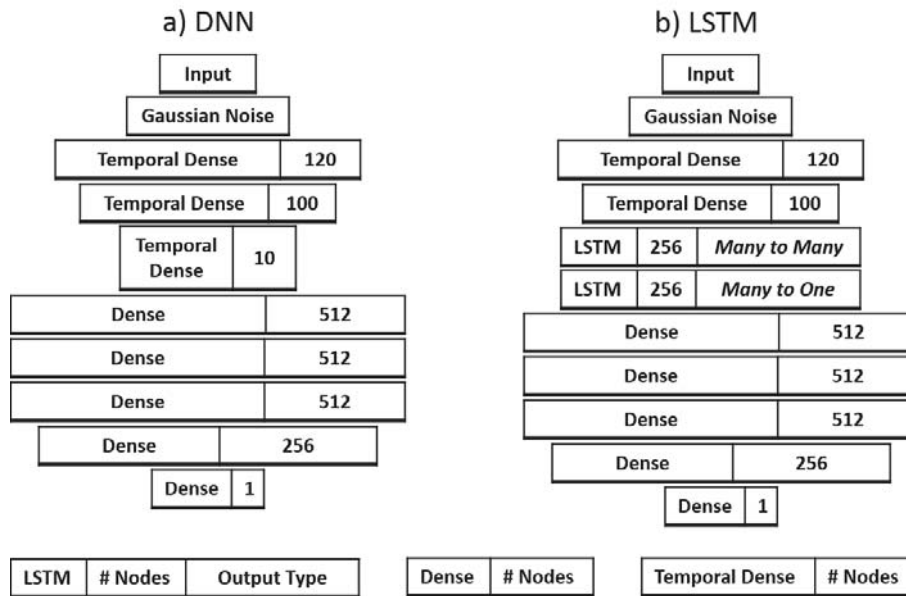 a) DNN
Input
Gaussian Noise
Temporal Dense 120
Temporal Dense 100
Temporal
Dense 10
Dense 512
Dense 512
Dense 512
Dense 256
Dense 1
b) LSTM
Input
Gaussian Noise
Temporal Dense 120
Temporal Dense 100
LSTM 256 Many to Many
LSTM 256 Many to One
Dense 512
Dense 512
Dense 512
Dense 256
Dense 1
LSTM # Nodes Output Type
Dense # Nodes
Temporal Dense # Nodes